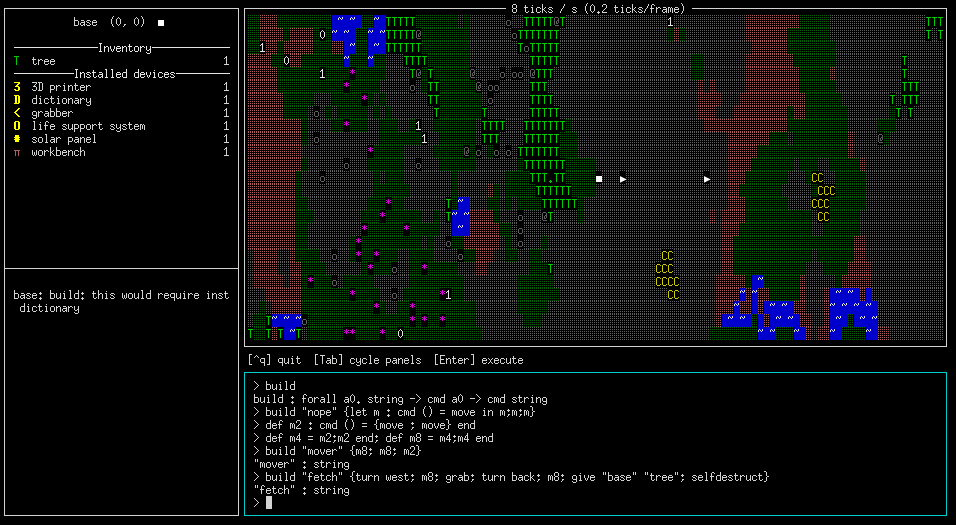 8 ticks / s (0.2 ticks/frame)
base (0, 0)
Inventory
T tree 1
Installed devices
3 3D printer 1
D dictionary 1
< grabber 1
O life support system 1
# solar panel 1
π workbench 1
base: build: this would require inst
dictionary
[^q] quit [Tab] cycle panels [Enter] execute
> build
build : forall a0. string -> cmd a0 -> cmd string
> build "nope" {let m : cmd () = move in m;m;m}
> def m2 : cmd () = {move ; move} end
> def m4 = m2;m2 end; def m8 = m4;m4 end
> build "mover" {m8; m8; m2}
"mover" : string
> build "fetch" {turn west; m8; grab; turn back; m8; give "base" "tree"; selfdestruct}
"fetch" : string
>